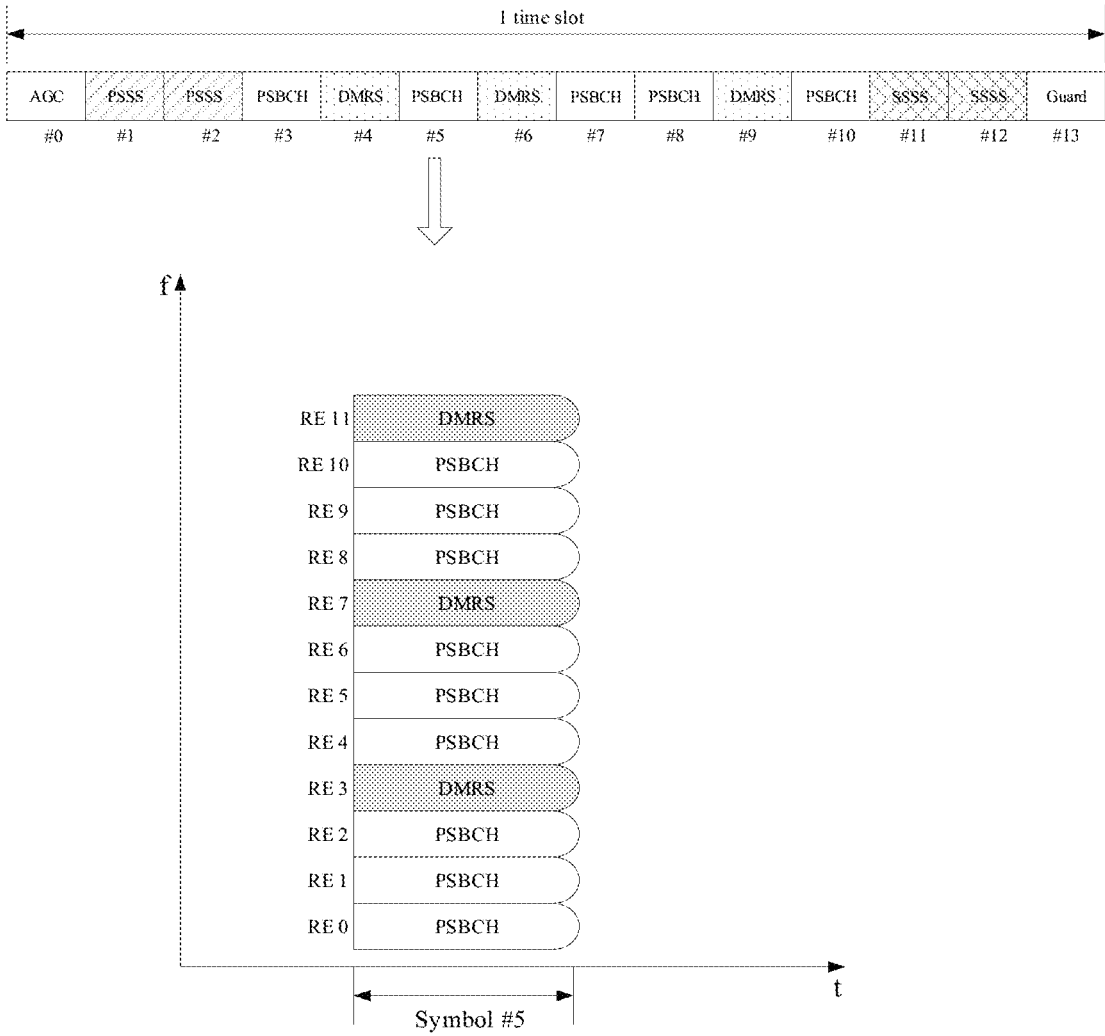 1 time slot
AGC PSSS PSSS PSBCH DMRS PSBCH DMRS PSBCH PSBCH DMRS PSBCH SSSS SSSS Guard
#0 #1 #2 #3 #4 #5 #6 #7 #8 #9 #10 #11 #12 #13
f
RE 11 DMRS
RE 10 PSBCH
RE 9 PSBCH
RE 8 PSBCH
RE 7 DMRS
RE 6 PSBCH
RE 5 PSBCH
RE 4 PSBCH
RE 3 DMRS
RE 2 PSBCH
RE 1 PSBCH
RE 0 PSBCH
t
Symbol #5